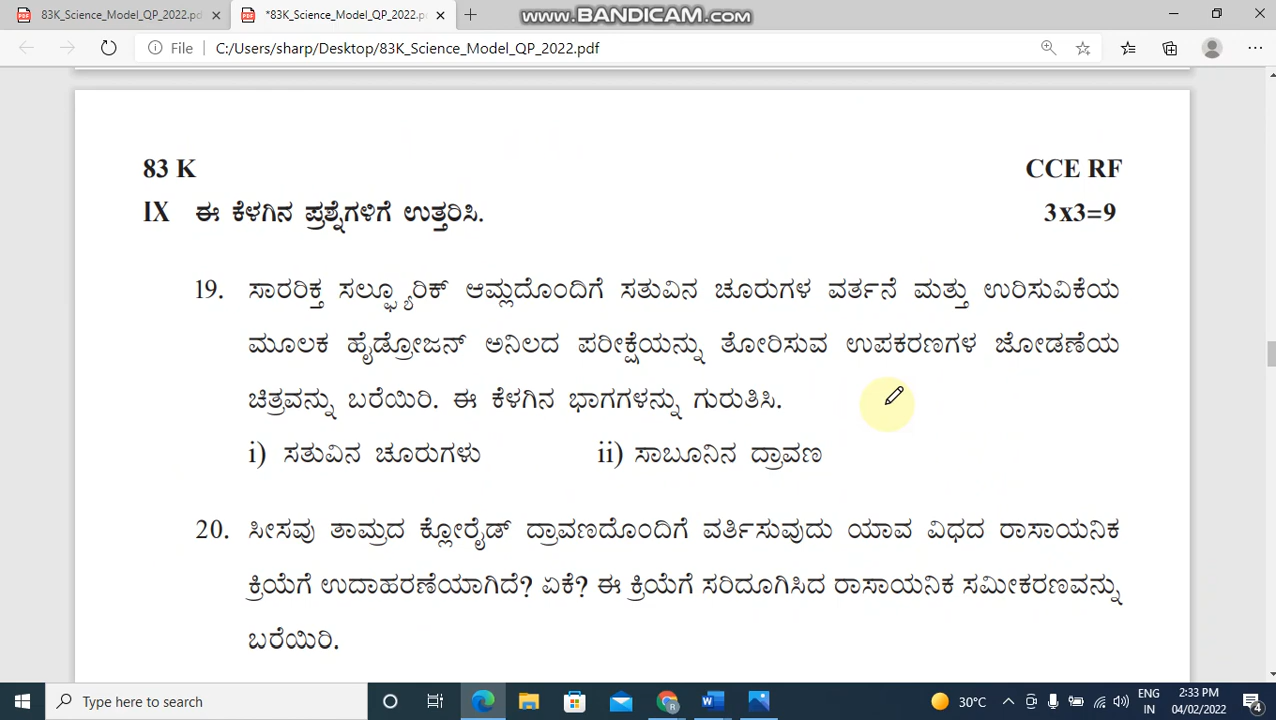 83K_Science_Model_QP_2022.pdf
*83K_Science_Model_QP_2022.pdf
www.BANDICAM.com
File
C:/Users/sharp/Desktop/83K_Science_Model_QP_2022.pdf
83 K
CCE RF
IX ಈ ಕೆಳಗಿನ ಪ್ರಶ್ನೆಗಳಿಗೆ ಉತ್ತರಿಸಿ.
3x3=9
19. ಸಾರರಿಕ್ತ ಸಲ್ಫ್ಯೂರಿಕ್ ಆಮ್ಲದೊಂದಿಗೆ ಸತುವಿನ ಚೂರುಗಳ ವರ್ತನೆ ಮತ್ತು ಉರಿಸುವಿಕೆಯ
ಮೂಲಕ ಹೈಡ್ರೋಜನ್ ಅನಿಲದ ಪರೀಕ್ಷೆಯನ್ನು ತೋರಿಸುವ ಉಪಕರಣಗಳ ಜೋಡಣೆಯ
ಚಿತ್ರವನ್ನು ಬರೆಯಿರಿ. ಈ ಕೆಳಗಿನ ಭಾಗಗಳನ್ನು ಗುರುತಿಸಿ.
i) ಸತುವಿನ ಚೂರುಗಳು ii) ಸಾಬೂನಿನ ದ್ರಾವಣ
20. ಸೀಸವು ತಾಮ್ರದ ಕ್ಲೋರೈಡ್ ದ್ರಾವಣದೊಂದಿಗೆ ವರ್ತಿಸುವುದು ಯಾವ ವಿಧದ ರಾಸಾಯನಿಕ
ಕ್ರಿಯೆಗೆ ಉದಾಹರಣೆಯಾಗಿದೆ? ಏಕೆ? ಈ ಕ್ರಿಯೆಗೆ ಸರಿದೂಗಿಸಿದ ರಾಸಾಯನಿಕ ಸಮೀಕರಣವನ್ನು
ಬರೆಯಿರಿ.
Type here to search
30°C
ENG
IN
2:33 PM
04/02/2022
4